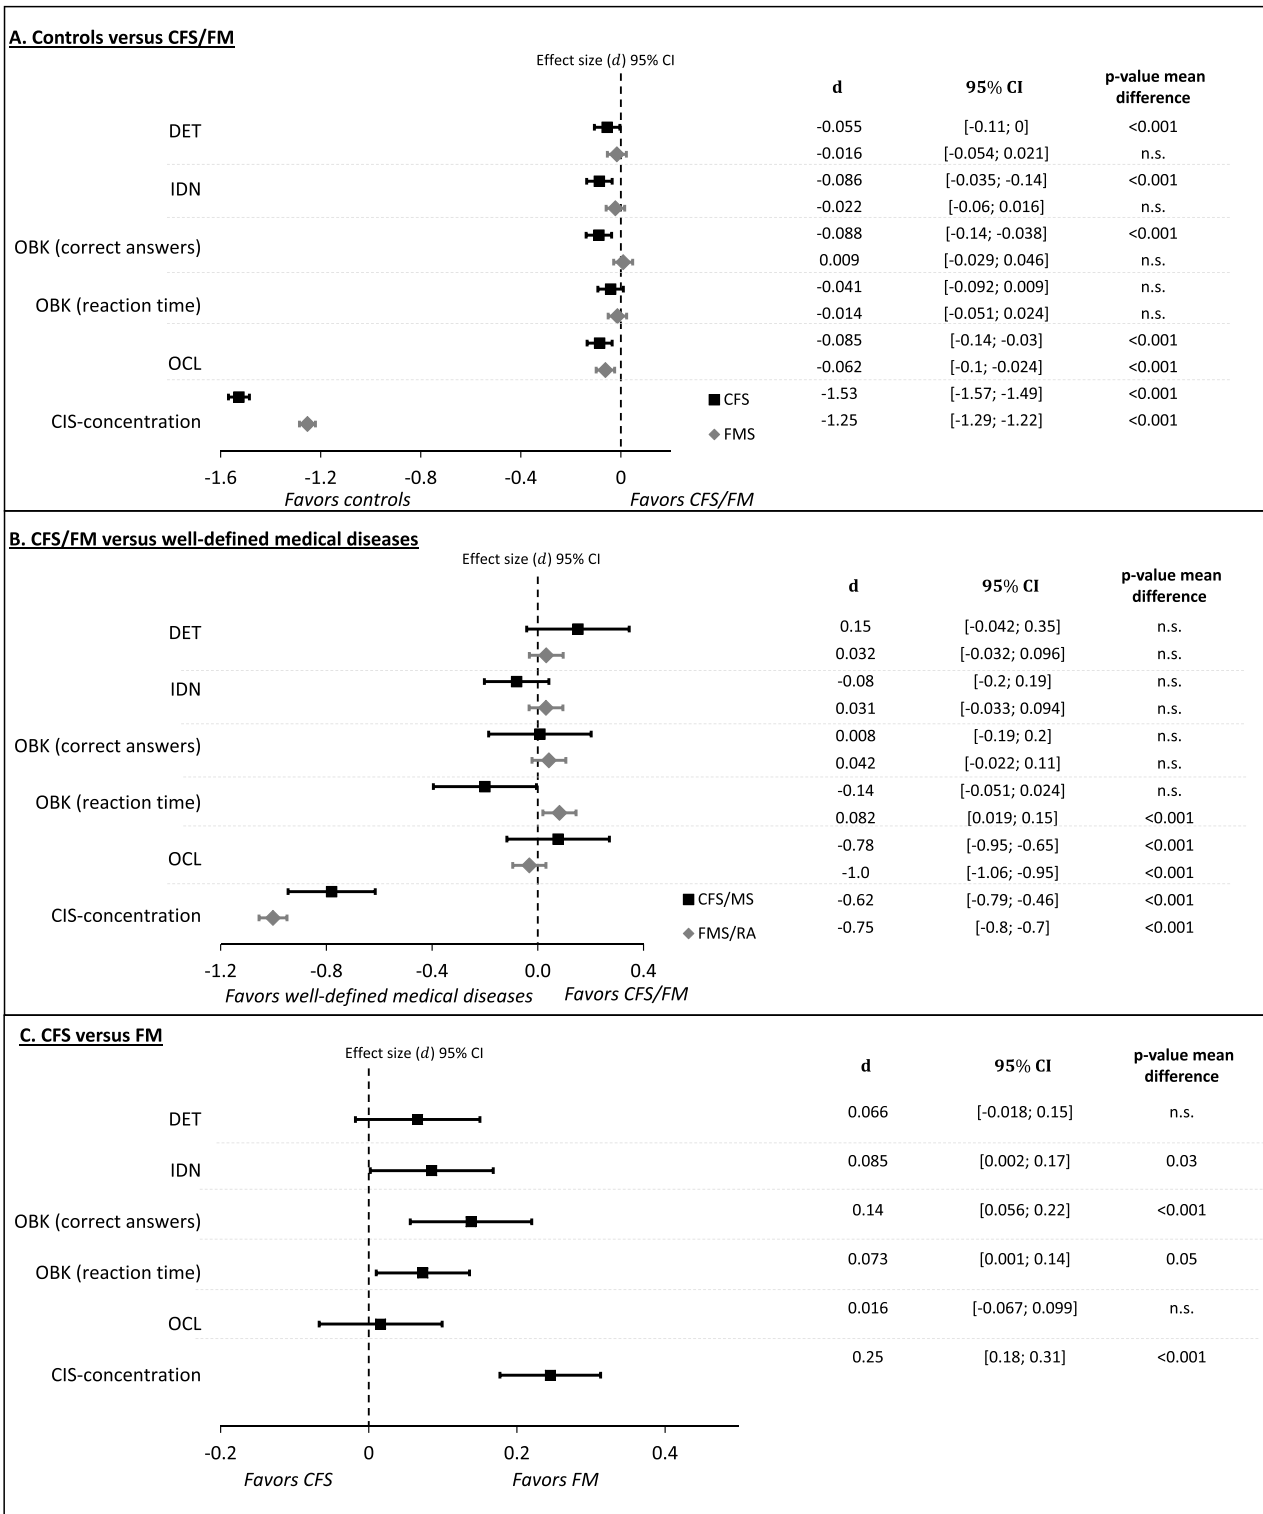 A. Controls versus CFS/FM
Effect size (d) 95% CI
d 95% CI p-value mean difference
DET
-0.055 [-0.11; 0] <0.001
-0.016 [-0.054; 0.021] n.s.
IDN
-0.086 [-0.035; -0.14] <0.001
-0.022 [-0.06; 0.016] n.s.
OBK (correct answers)
-0.088 [-0.14; -0.038] <0.001
0.009 [-0.029; 0.046] n.s.
OBK (reaction time)
-0.041 [-0.092; 0.009] n.s.
-0.014 [-0.051; 0.024] n.s.
OCL
-0.085 [-0.14; -0.03] <0.001
-0.062 [-0.1; -0.024] <0.001
CIS-concentration
-1.53 [-1.57; -1.49] <0.001
-1.25 [-1.29; -1.22] <0.001
CFS
FMS
-1.6 -1.2 -0.8 -0.4 0
Favors controls Favors CFS/FM
B. CFS/FM versus well-defined medical diseases
Effect size (d) 95% CI
d 95% CI p-value mean difference
DET
0.15 [-0.042; 0.35] n.s.
0.032 [-0.032; 0.096] n.s.
IDN
-0.08 [-0.2; 0.19] n.s.
0.031 [-0.033; 0.094] n.s.
OBK (correct answers)
0.008 [-0.19; 0.2] n.s.
0.042 [-0.022; 0.11] n.s.
OBK (reaction time)
-0.14 [-0.051; 0.024] n.s.
0.082 [0.019; 0.15] <0.001
OCL
-0.78 [-0.95; -0.65] <0.001
-1.0 [-1.06; -0.95] <0.001
CIS-concentration
-0.62 [-0.79; -0.46] <0.001
-0.75 [-0.8; -0.7] <0.001
CFS/MS
FMS/RA
-1.2 -0.8 -0.4 0.0 0.4
Favors well-defined medical diseases Favors CFS/FM
C. CFS versus FM
Effect size (d) 95% CI
d 95% CI p-value mean difference
DET 0.066 [-0.018; 0.15] n.s.
IDN 0.085 [0.002; 0.17] 0.03
OBK (correct answers) 0.14 [0.056; 0.22] <0.001
OBK (reaction time) 0.073 [0.001; 0.14] 0.05
OCL 0.016 [-0.067; 0.099] n.s.
CIS-concentration 0.25 [0.18; 0.31] <0.001
-0.2 0 0.2 0.4
Favors CFS Favors FM